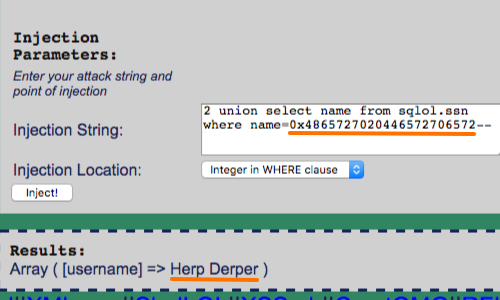 Injection
Parameters:
Enter your attack string and
point of injection
Injection String:
2 union select name from sqlol.ssn
where name=0x4865727020446572706572--
Injection Location:
Integer in WHERE clause
Inject!
Results:
Array ( [username] => Herp Derper )